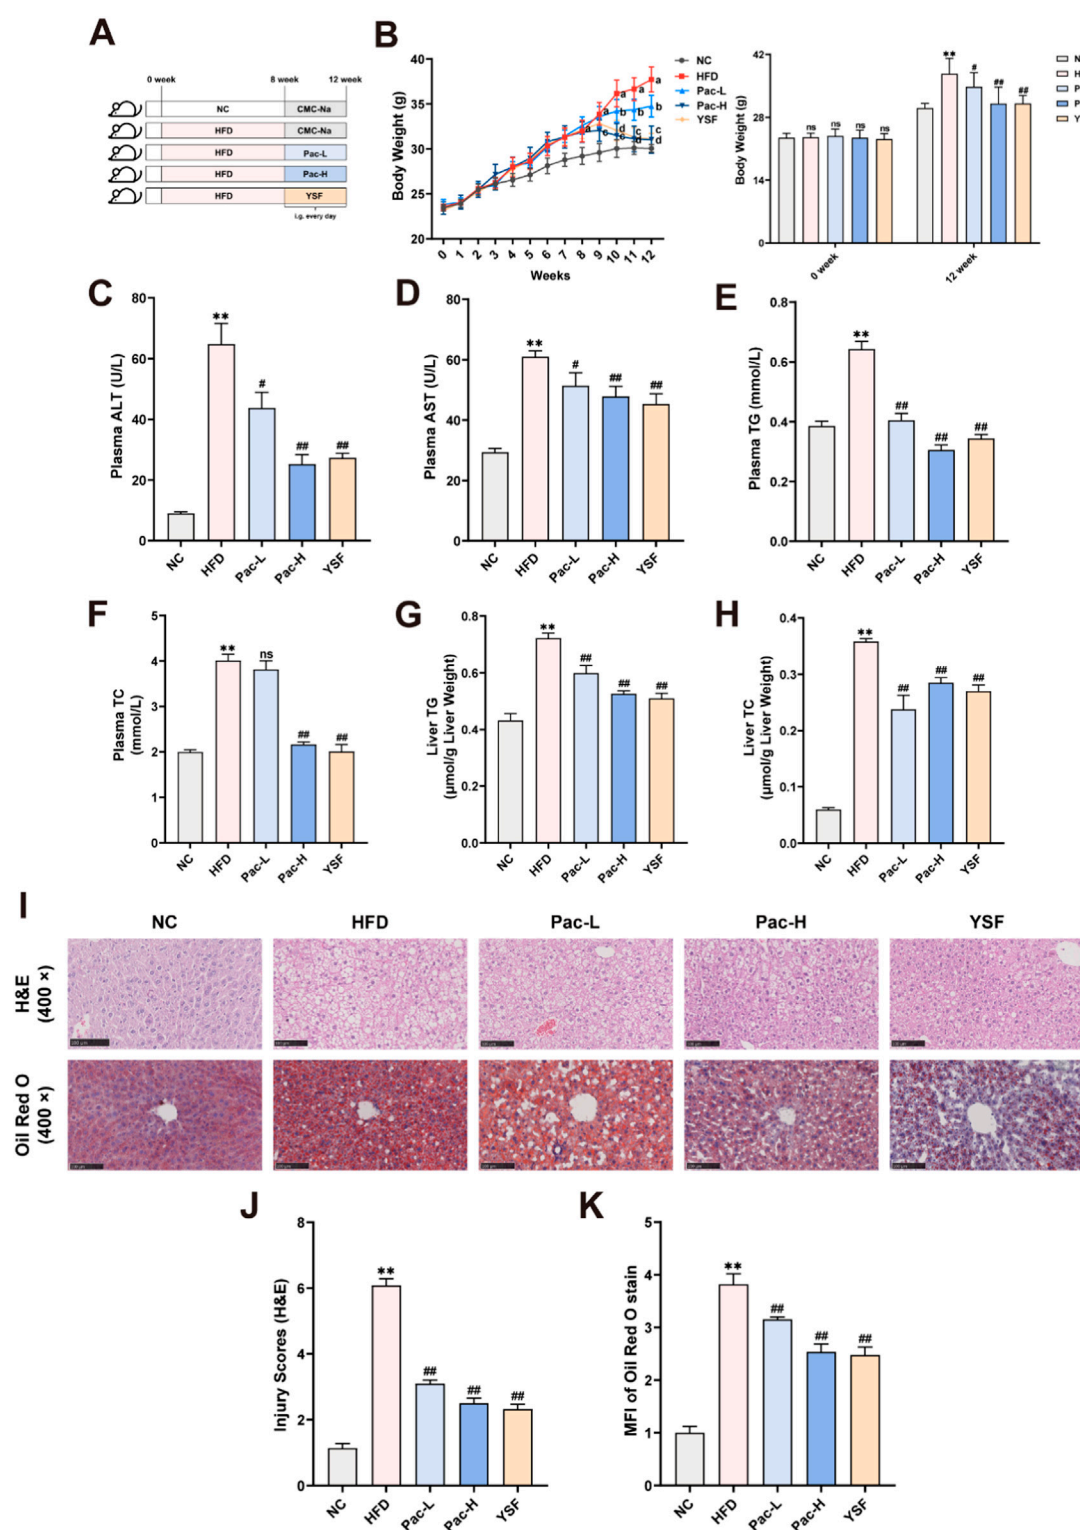 A
0 week 8 week 12 week
NC CMC-Na
HFD CMC-Na
HFD Pac-L
HFD Pac-H
HFD YSF
i.g. every day
B
Body Weight (g)
40
35
30
25
20
0 1 2 3 4 5 6 7 8 9 10 11 12
Weeks
NC
HFD
Pac-L
Pac-H
YSF
a a a a a
b b b
c c c c
d d d
Body Weight (g)
42
28
14
0
ns ns ns ns
** # ## ##
0 week 12 week
N
H
P
P
Y
C
Plasma ALT (U/L)
80
60
40
20
0
** # ## ##
NC HFD Pac-L Pac-H YSF
D
Plasma AST (U/L)
80
60
40
20
0
** # ## ##
NC HFD Pac-L Pac-H YSF
E
Plasma TG (mmol/L)
0.8
0.6
0.4
0.2
0.0
** ## ## ##
NC HFD Pac-L Pac-H YSF
F
Plasma TC
(mmol/L)
5
4
3
2
1
0
** ns ## ##
NC HFD Pac-L Pac-H YSF
G
Liver TG
(μmol/g Liver Weight)
0.8
0.6
0.4
0.2
0.0
** ## ## ##
NC HFD Pac-L Pac-H YSF
H
Liver TC
(μmol/g Liver Weight)
0.4
0.3
0.2
0.1
0.0
** ## ## ##
NC HFD Pac-L Pac-H YSF
I
NC HFD Pac-L Pac-H YSF
H&E
(400 ×)
Oil Red O
(400 ×)
J
Injury Scores (H&E)
8
6
4
2
0
** ## ## ##
NC HFD Pac-L Pac-H YSF
K
MFI of Oil Red O stain
5
4
3
2
1
0
** ## ## ##
NC HFD Pac-L Pac-H YSF